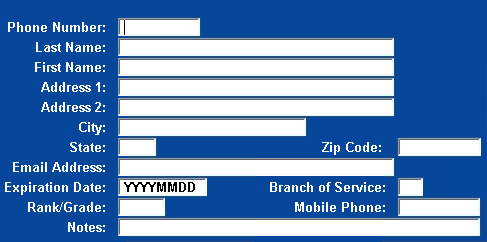 Phone Number:
Last Name:
First Name:
Address 1:
Address 2:
City:
State: Zip Code:
Email Address:
Expiration Date: YYYYMMDD Branch of Service:
Rank/Grade: Mobile Phone:
Notes: